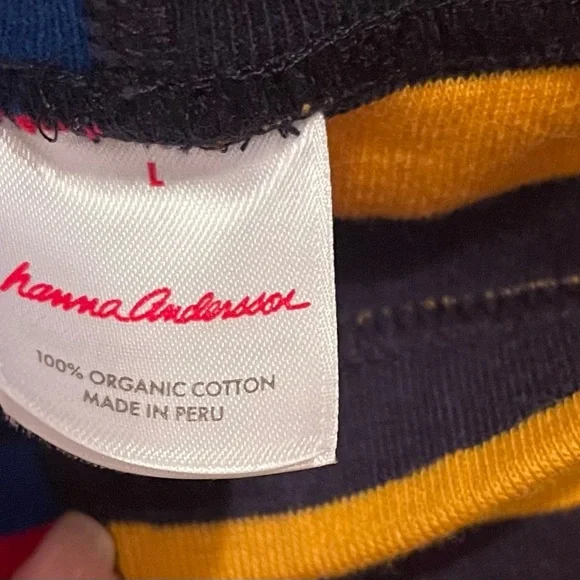 L
hanna Andersson
100% ORGANIC COTTON
MADE IN PERU